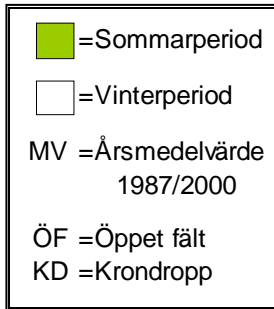 =Sommarperiod
=Vinterperiod
MV =Årsmedelvärde
1987/2000
ÖF =Öppet fält
KD =Krondropp